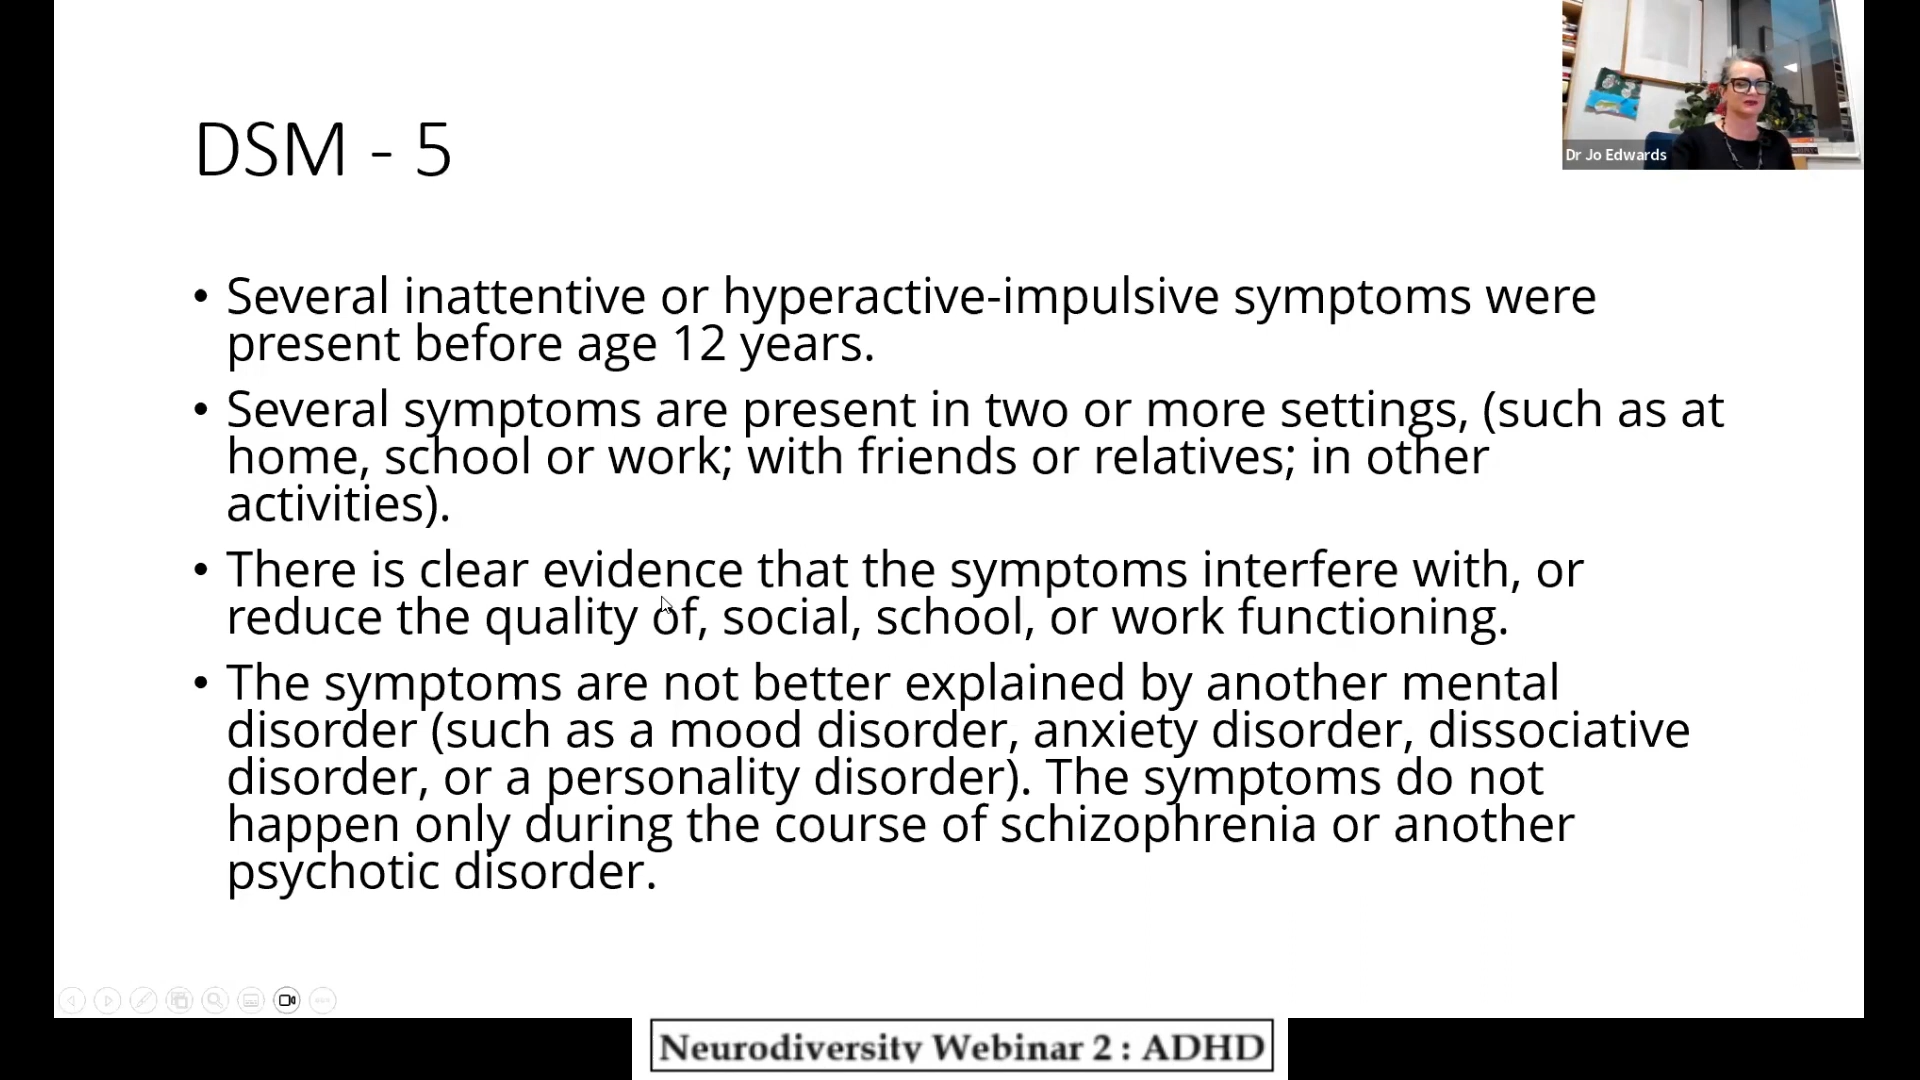 Dr Jo Edwards
DSM - 5
• Several inattentive or hyperactive-impulsive symptoms were
present before age 12 years.
• Several symptoms are present in two or more settings, (such as at
home, school or work; with friends or relatives; in other
activities).
• There is clear evidence that the symptoms interfere with, or
reduce the quality of, social, school, or work functioning.
• The symptoms are not better explained by another mental
disorder (such as a mood disorder, anxiety disorder, dissociative
disorder, or a personality disorder). The symptoms do not
happen only during the course of schizophrenia or another
psychotic disorder.
Neurodiversity Webinar 2 : ADHD